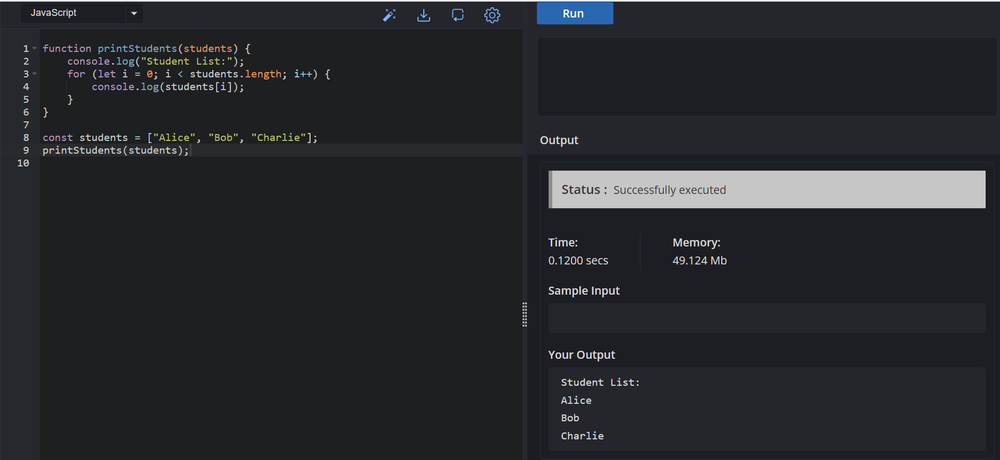 JavaScript
Run
1 function printStudents(students) {
2     console.log("Student List:");
3     for (let i = 0; i < students.length; i++) {
4         console.log(students[i]);
5     }
6 }
7
8 const students = ["Alice", "Bob", "Charlie"];
9 printStudents(students);
10
Output
Status : Successfully executed
Time: Memory:
0.1200 secs 49.124 Mb
Sample Input
Your Output
Student List:
Alice
Bob
Charlie